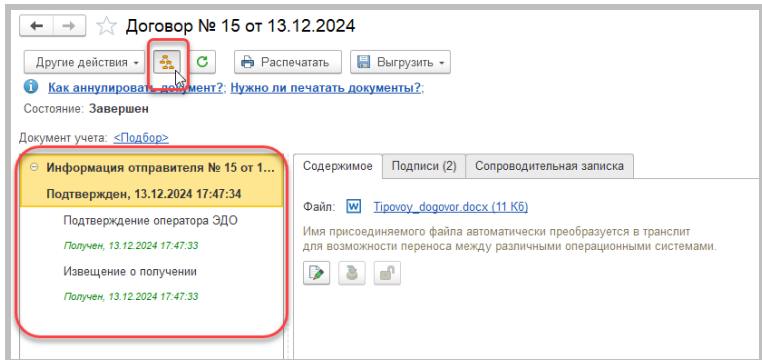 Договор № 15 от 13.12.2024
Другие действия
Распечатать
Выгрузить
Как аннулировать документ?; Нужно ли печатать документы?;
Состояние: Завершен
Документ учета: <Подбор>
Информация отправителя № 15 от 1...
Подтвержден, 13.12.2024 17:47:34
Подтверждение оператора ЭДО
Получен, 13.12.2024 17:47:33
Извещение о получении
Получен, 13.12.2024 17:47:33
Содержимое
Подписи (2)
Сопроводительная записка
Файл: Tipovoy_dogovor.docx (11 Кб)
Имя присоединяемого файла автоматически преобразуется в транслит
для возможности переноса между различными операционными системами.